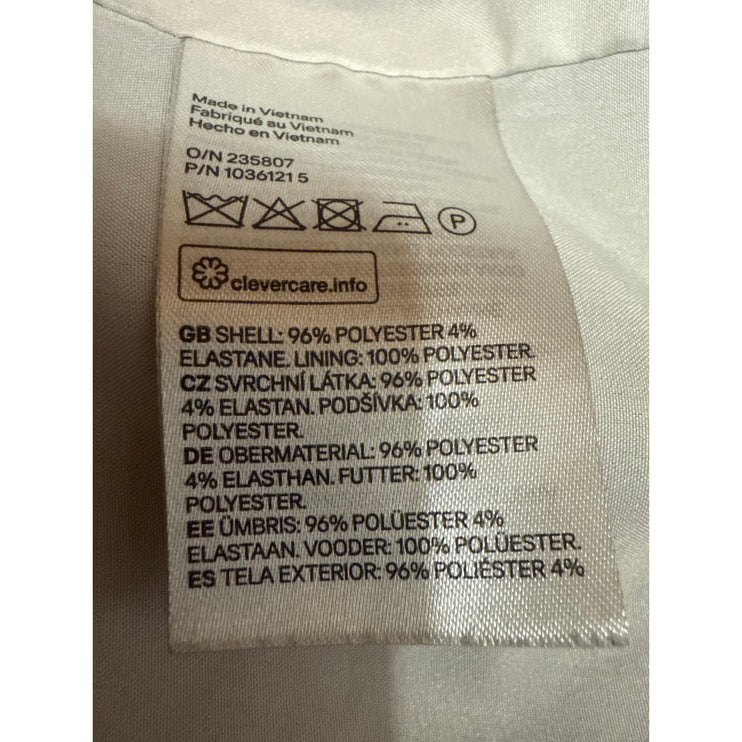 Made in Vietnam
Fabriqué au Vietnam
Hecho en Vietnam
O/N 235807
P/N 1036121 5
P
clevercare.info
GB SHELL: 96% POLYESTER 4%
ELASTANE. LINING: 100% POLYESTER.
CZ SVRCHNÍ LÁTKA: 96% POLYESTER
4% ELASTAN. PODŠÍVKA: 100%
POLYESTER.
DE OBERMATERIAL: 96% POLYESTER
4% ELASTHAN. FUTTER: 100%
POLYESTER.
EE ÜMBRIS: 96% POLÜESTER 4%
ELASTAAN. VOODER: 100% POLÜESTER.
ES TELA EXTERIOR: 96% POLIÉSTER 4%